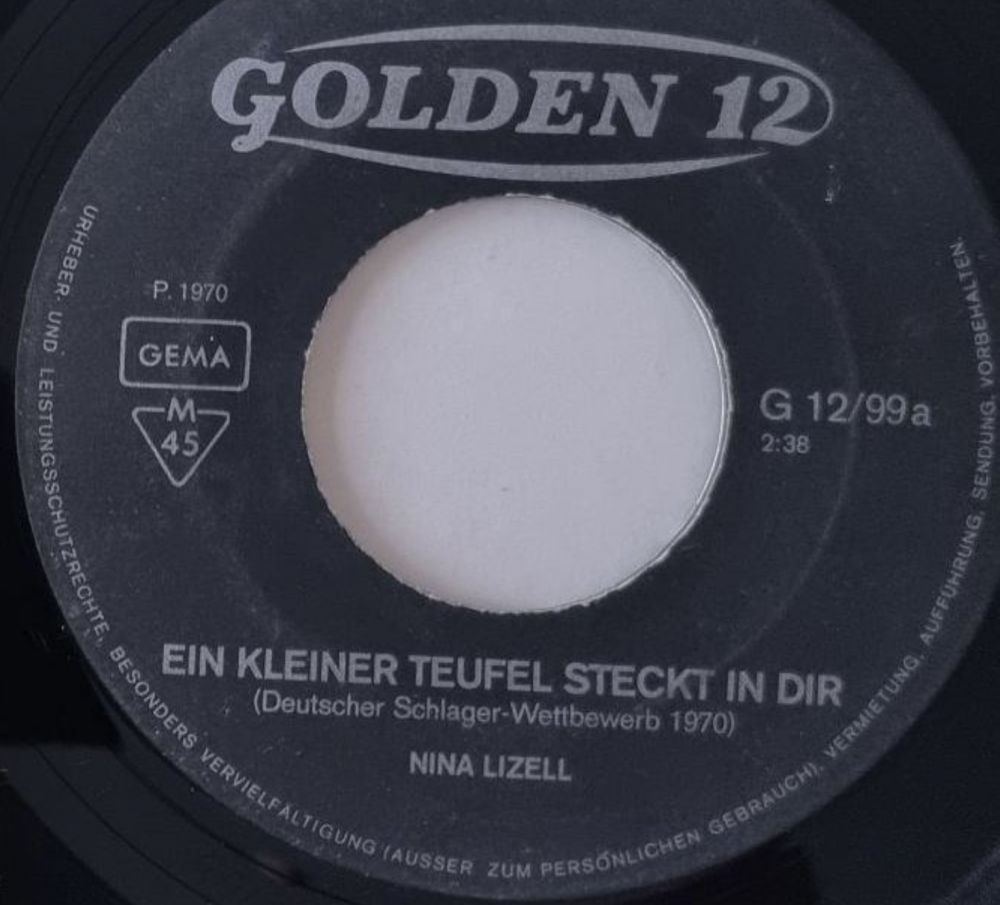 GOLDEN 12
P. 1970
GEMA
M
45
G 12/99a
2:38
EIN KLEINER TEUFEL STECKT IN DIR
(Deutscher Schlager-Wettbewerb 1970)
NINA LIZELL
URHEBER- UND LEISTUNGSSCHUTZRECHTE, BESONDERS VERVIELFÄLTIGUNG (AUSSER ZUM PERSÖNLICHEN GEBRAUCH), VERMIETUNG, AUFFÜHRUNG, SENDUNG, VORBEHALTEN.